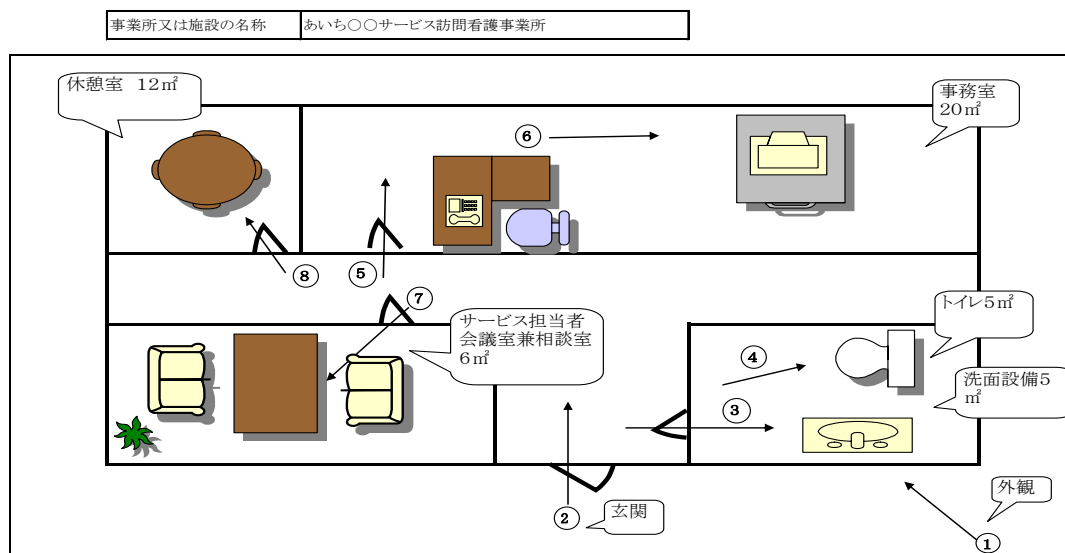 事業所又は施設の名称
あいち○○サービス訪問看護事業所
休憩室 12㎡
事務室
20㎡
⑥
⑤
⑧
⑦
サービス担当者
会議室兼相談室
6㎡
トイレ5㎡
④
洗面設備5
㎡
③
②
玄関
外観
①